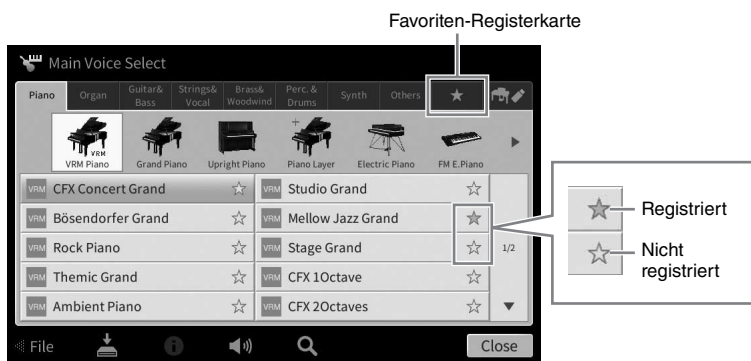 Favoriten-Registerkarte
Main Voice Select
Piano
Organ
Guitar&
Bass
Strings&
Vocal
Brass&
Woodwind
Perc. &
Drums
Synth
Others
VRM
VRM Piano
Grand Piano
Upright Piano
Piano Layer
Electric Piano
FM E.Piano
VRM CFX Concert Grand
VRM Studio Grand
VRM Bösendorfer Grand
VRM Mellow Jazz Grand
VRM Rock Piano
VRM Stage Grand
1/2
VRM Themic Grand
VRM CFX 1Octave
VRM Ambient Piano
VRM CFX 2Octaves
File
Close
Registriert
Nicht
registriert